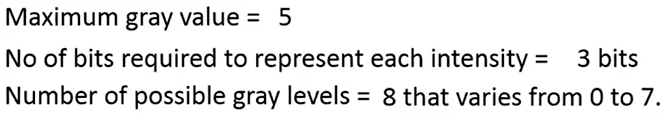 Maximum gray value = 5
No of bits required to represent each intensity = 3 bits
Number of possible gray levels = 8 that varies from 0 to 7.